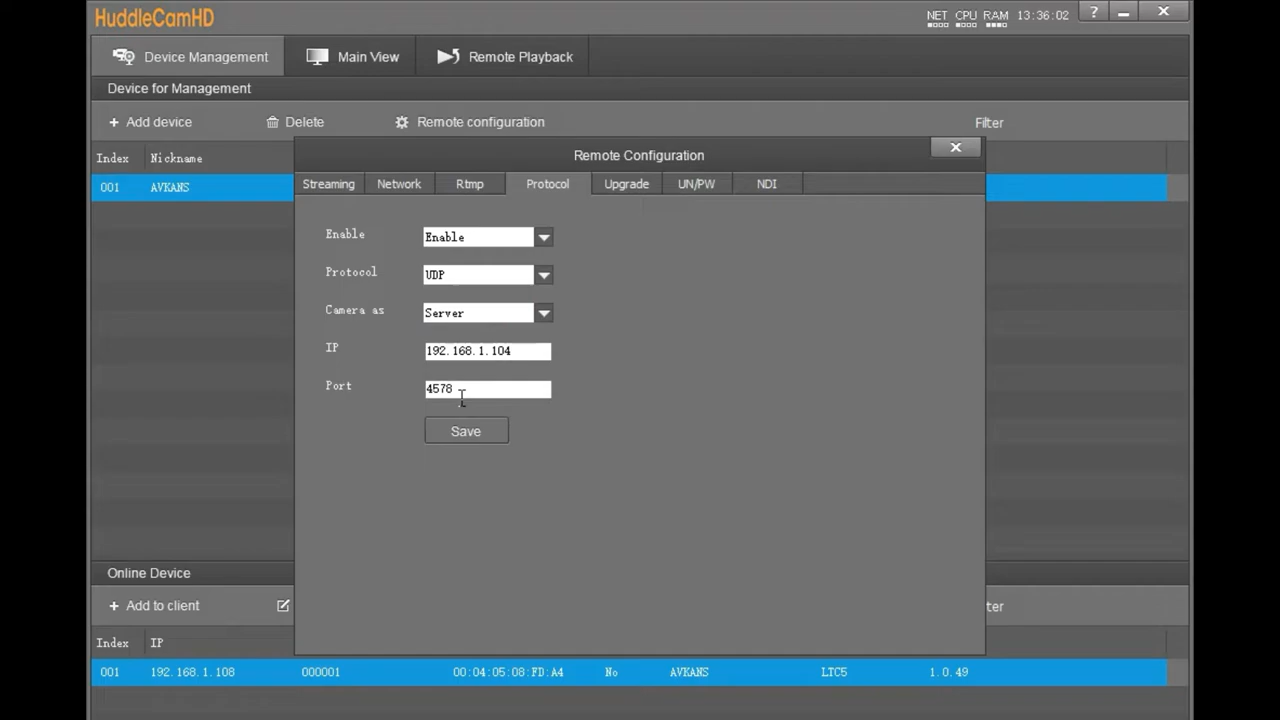 HuddleCamHD
NET CPU RAM 13:36:02 ?
Device Management Main View Remote Playback
Device for Management
+ Add device Delete Remote configuration Filter
Index Nickname
001 AVKANS
Remote Configuration
Streaming Network Rtmp Protocol Upgrade UN/PW NDI
Enable Enable
Protocol UDP
Camera as Server
IP 192.168.1.104
Port 4578
Save
Online Device
+ Add to client ter
Index IP
001 192.168.1.108 000001 00:04:05:08:FD:A4 No AVKANS LTC5 1.0.49